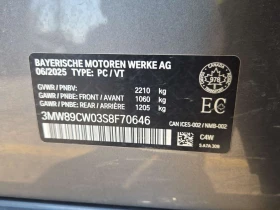 BAYERISCHE MOTOREN WERKE AG
06/2025 TYPE: PC / VT
GVWR / PNBV: 2210 kg
GAWR / PNBE: FRONT / AVANT 1060 kg
GAWR / PNBE: REAR / ARRIÈRE 1205 kg
3MW89CW03S8F70646
978
EC
CAN ICES-002 / NMB-002
C4W